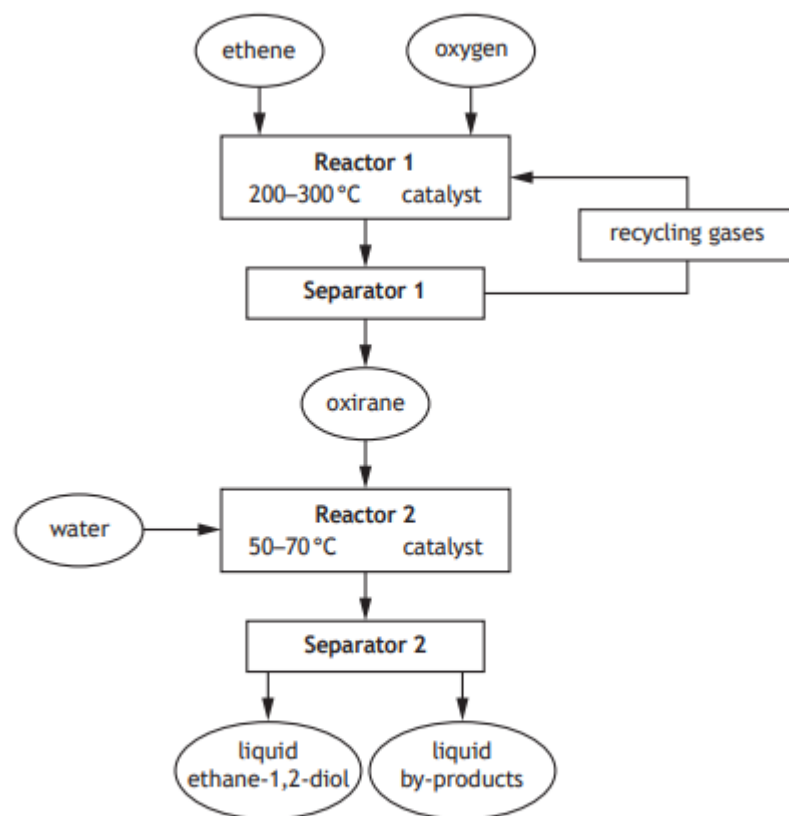 ethene
oxygen
Reactor 1
200–300 °C catalyst
recycling gases
Separator 1
oxirane
water
Reactor 2
50–70 °C catalyst
Separator 2
liquid
ethane-1,2-diol
liquid
by-products